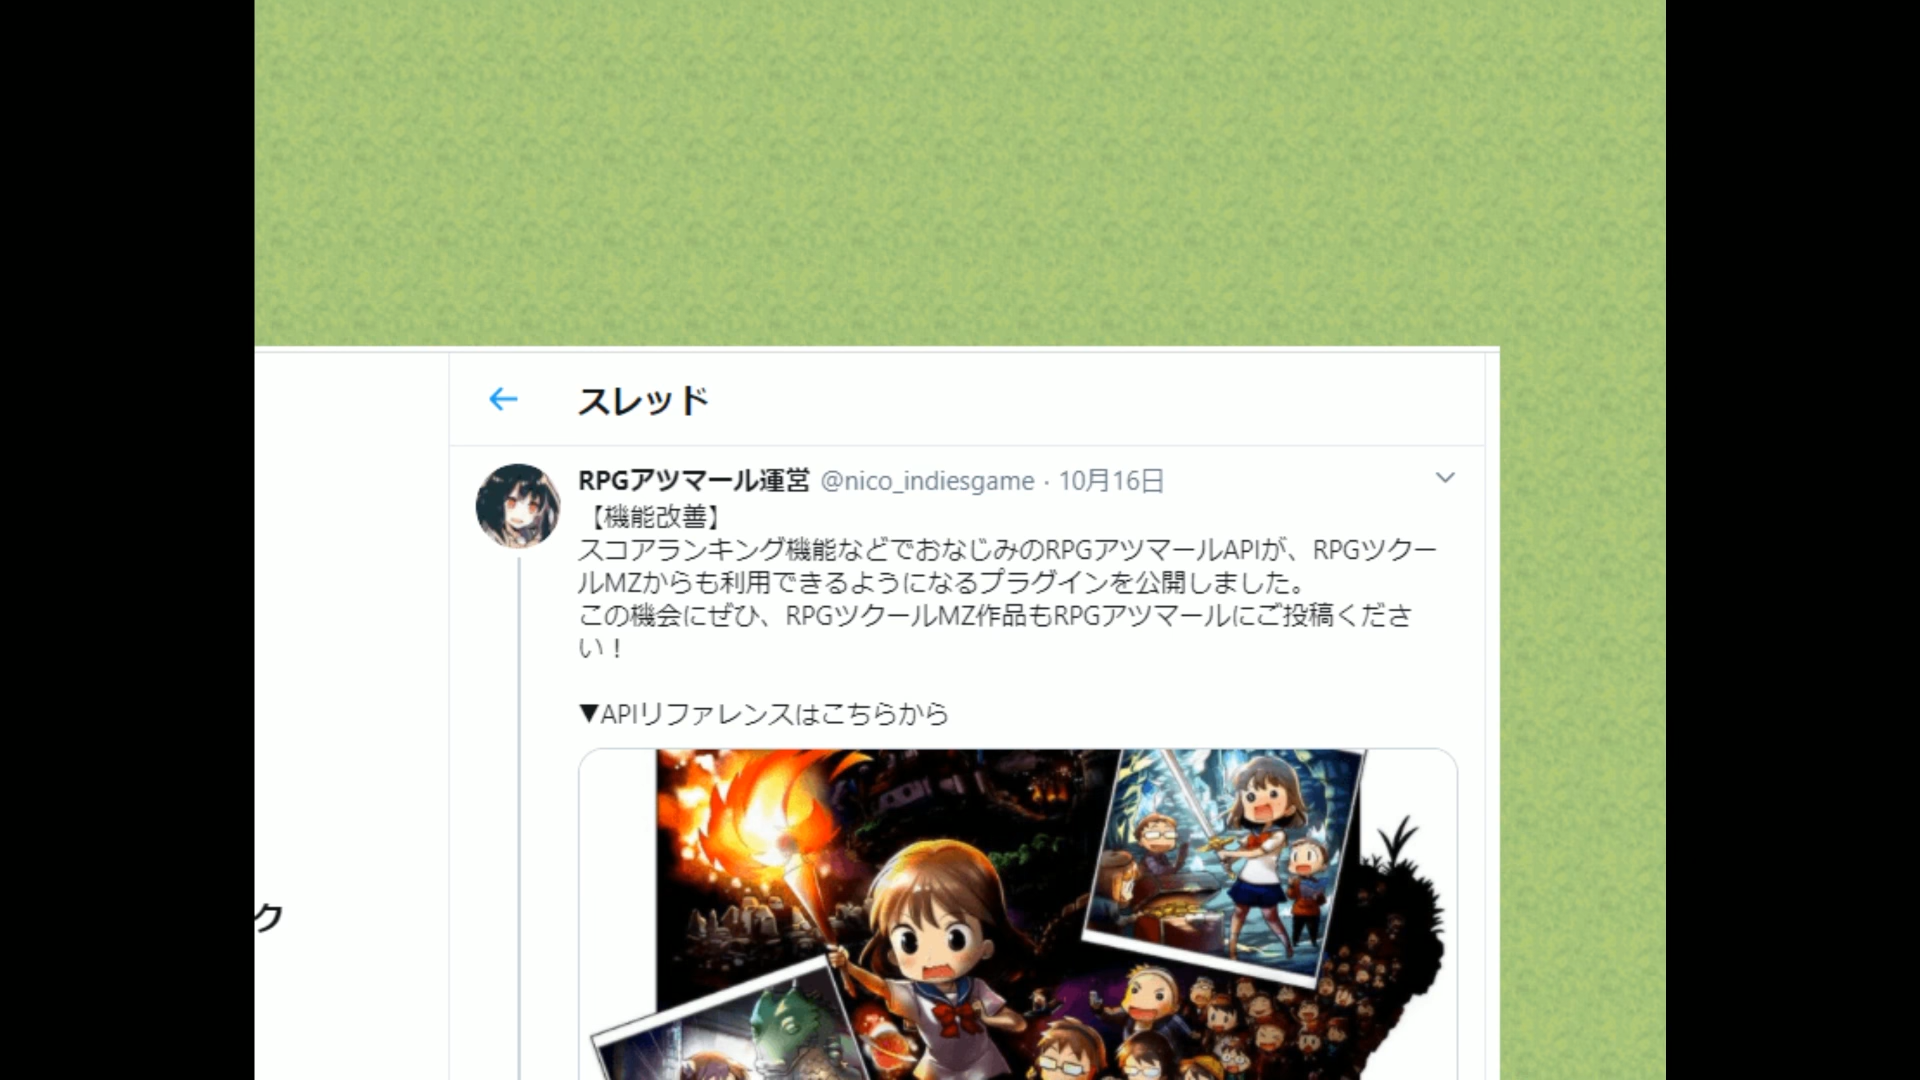 スレッド
RPGアツマール運営 @nico_indiesgame · 10月16日
【機能改善】
スコアランキング機能などでおなじみのRPGアツマールAPIが、RPGツクー
ルMZからも利用できるようになるプラグインを公開しました。
この機会にぜひ、RPGツクールMZ作品もRPGアツマールにご投稿くださ
い！
▼APIリファレンスはこちらから
ク